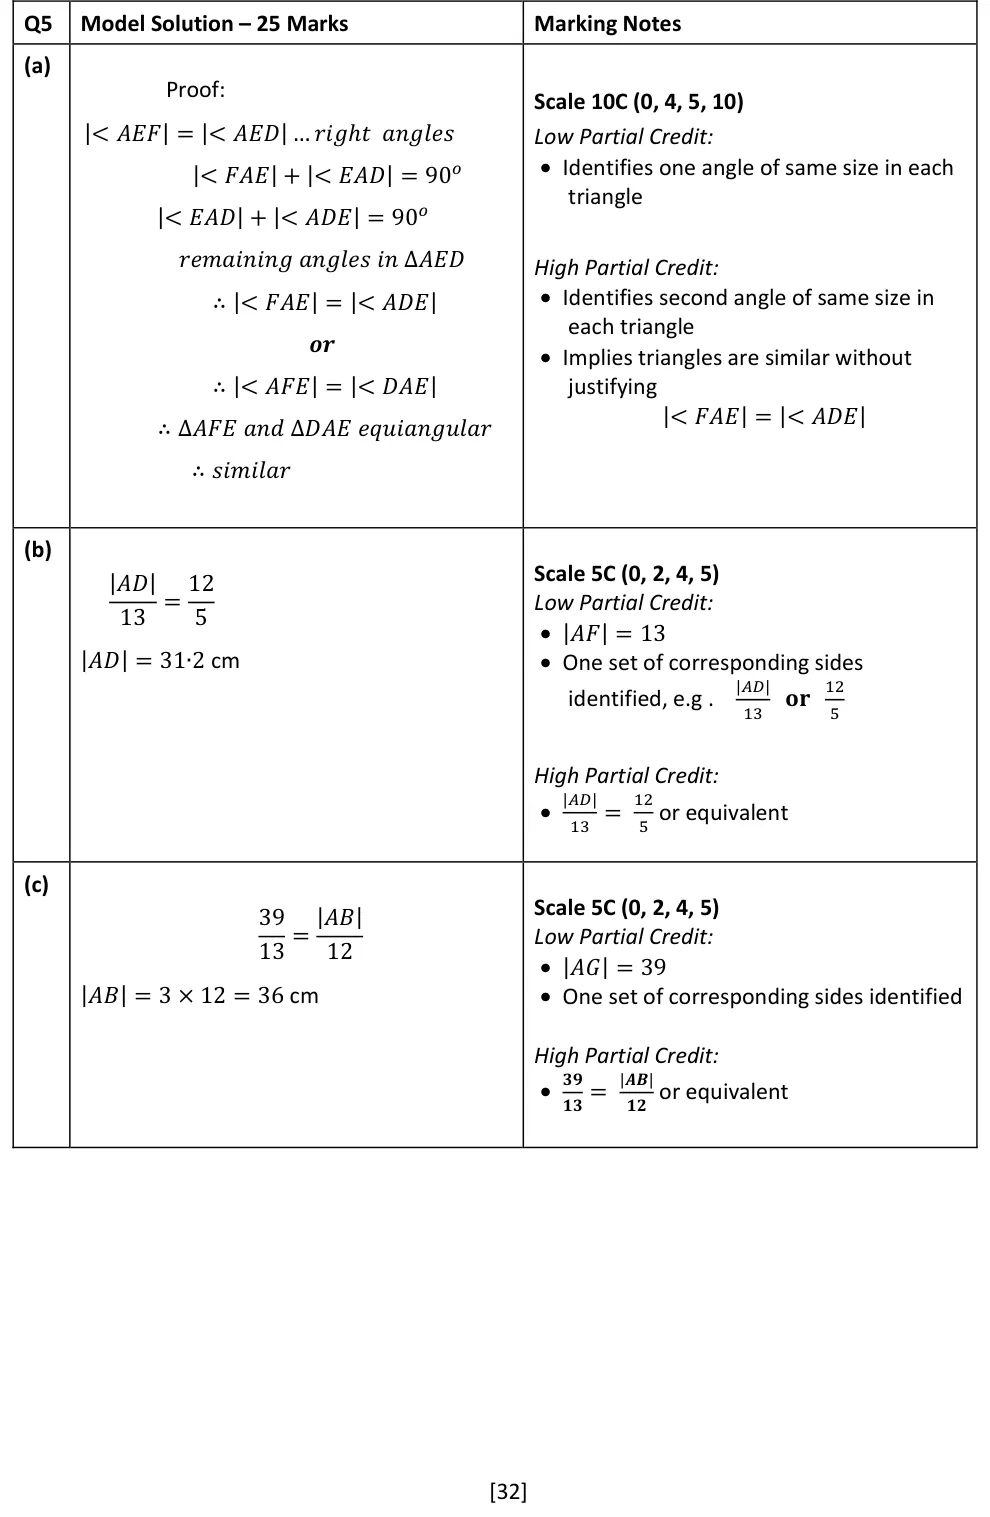 Q5 Model Solution – 25 Marks Marking Notes
(a)
Proof:
|< AEF| = |< AED| … right angles
|< FAE| + |< EAD| = 90ᵒ
|< EAD| + |< ADE| = 90ᵒ
remaining angles in ΔAED
∴ |< FAE| = |< ADE|
or
∴ |< AFE| = |< DAE|
∴ ΔAFE and ΔDAE equiangular
∴ similar
Scale 10C (0, 4, 5, 10)
Low Partial Credit:
• Identifies one angle of same size in each
triangle
High Partial Credit:
• Identifies second angle of same size in
each triangle
• Implies triangles are similar without
justifying
|< FAE| = |< ADE|
(b)
|AD|/13 = 12/5
|AD| = 31·2 cm
Scale 5C (0, 2, 4, 5)
Low Partial Credit:
• |AF| = 13
• One set of corresponding sides
identified, e.g . |AD|/13 or 12/5
High Partial Credit:
• |AD|/13 = 12/5 or equivalent
(c)
39/13 = |AB|/12
|AB| = 3 × 12 = 36 cm
Scale 5C (0, 2, 4, 5)
Low Partial Credit:
• |AG| = 39
• One set of corresponding sides identified
High Partial Credit:
• 39/13 = |AB|/12 or equivalent
[32]